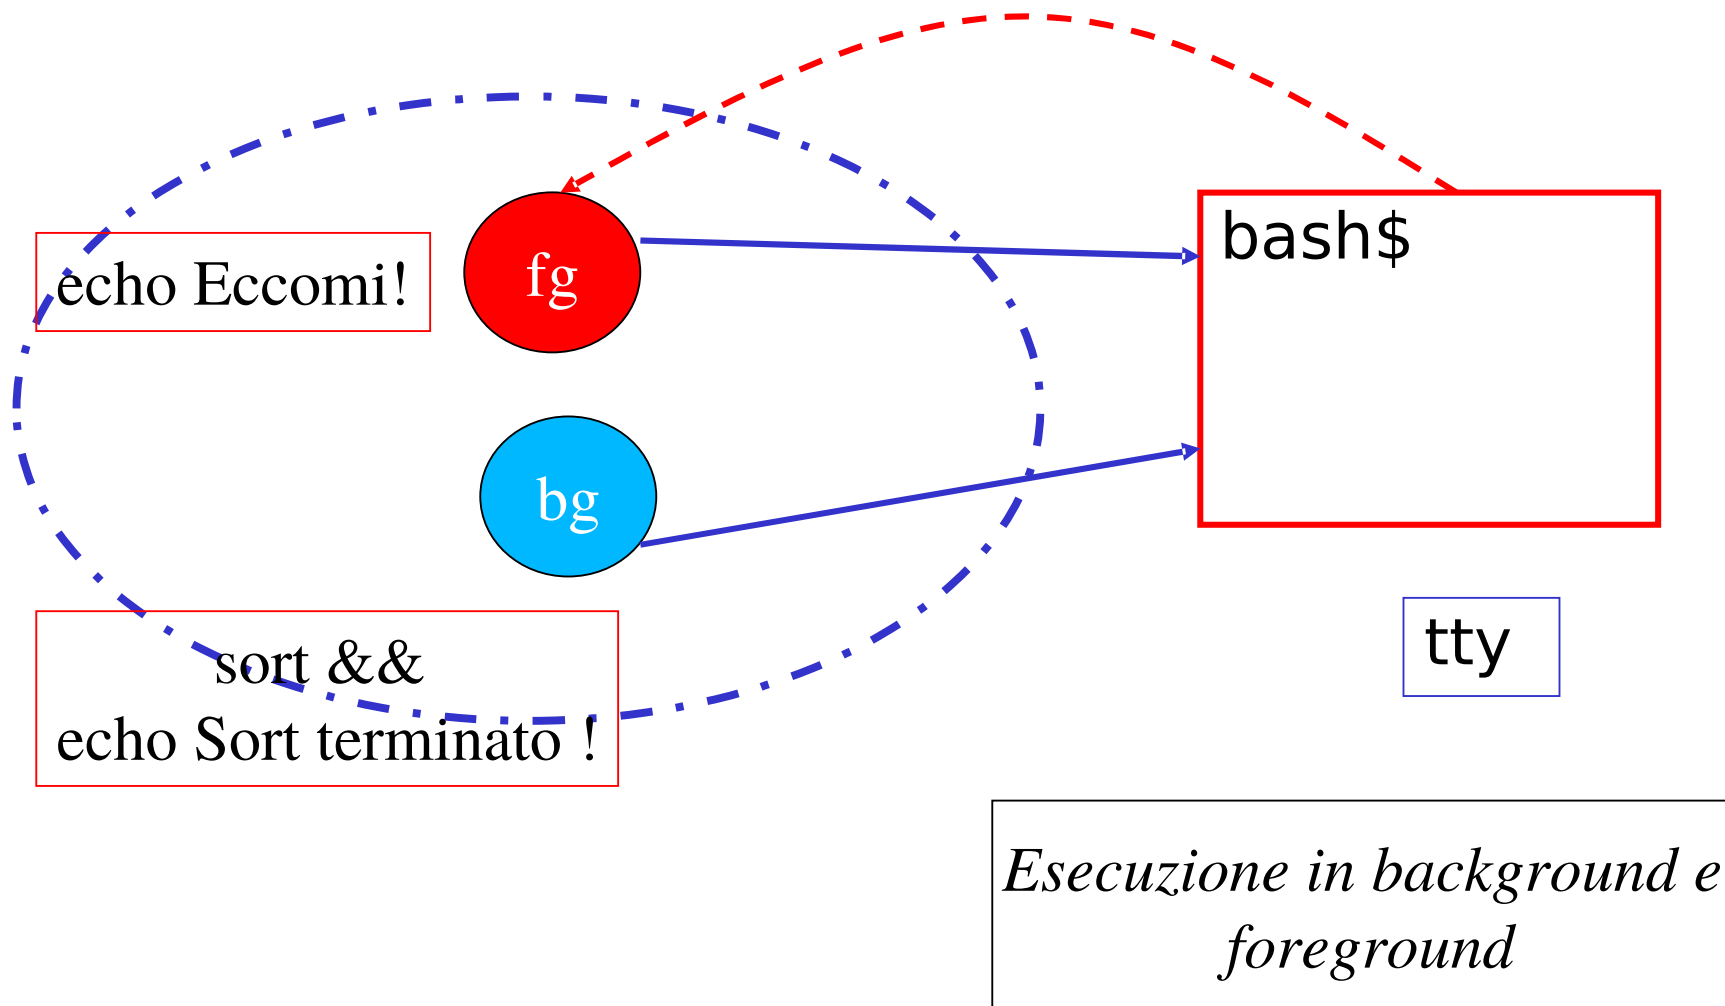 bash$
echo Eccomi!
fg
bg
tty
sort &&
echo Sort terminato !
Esecuzione in background e
foreground